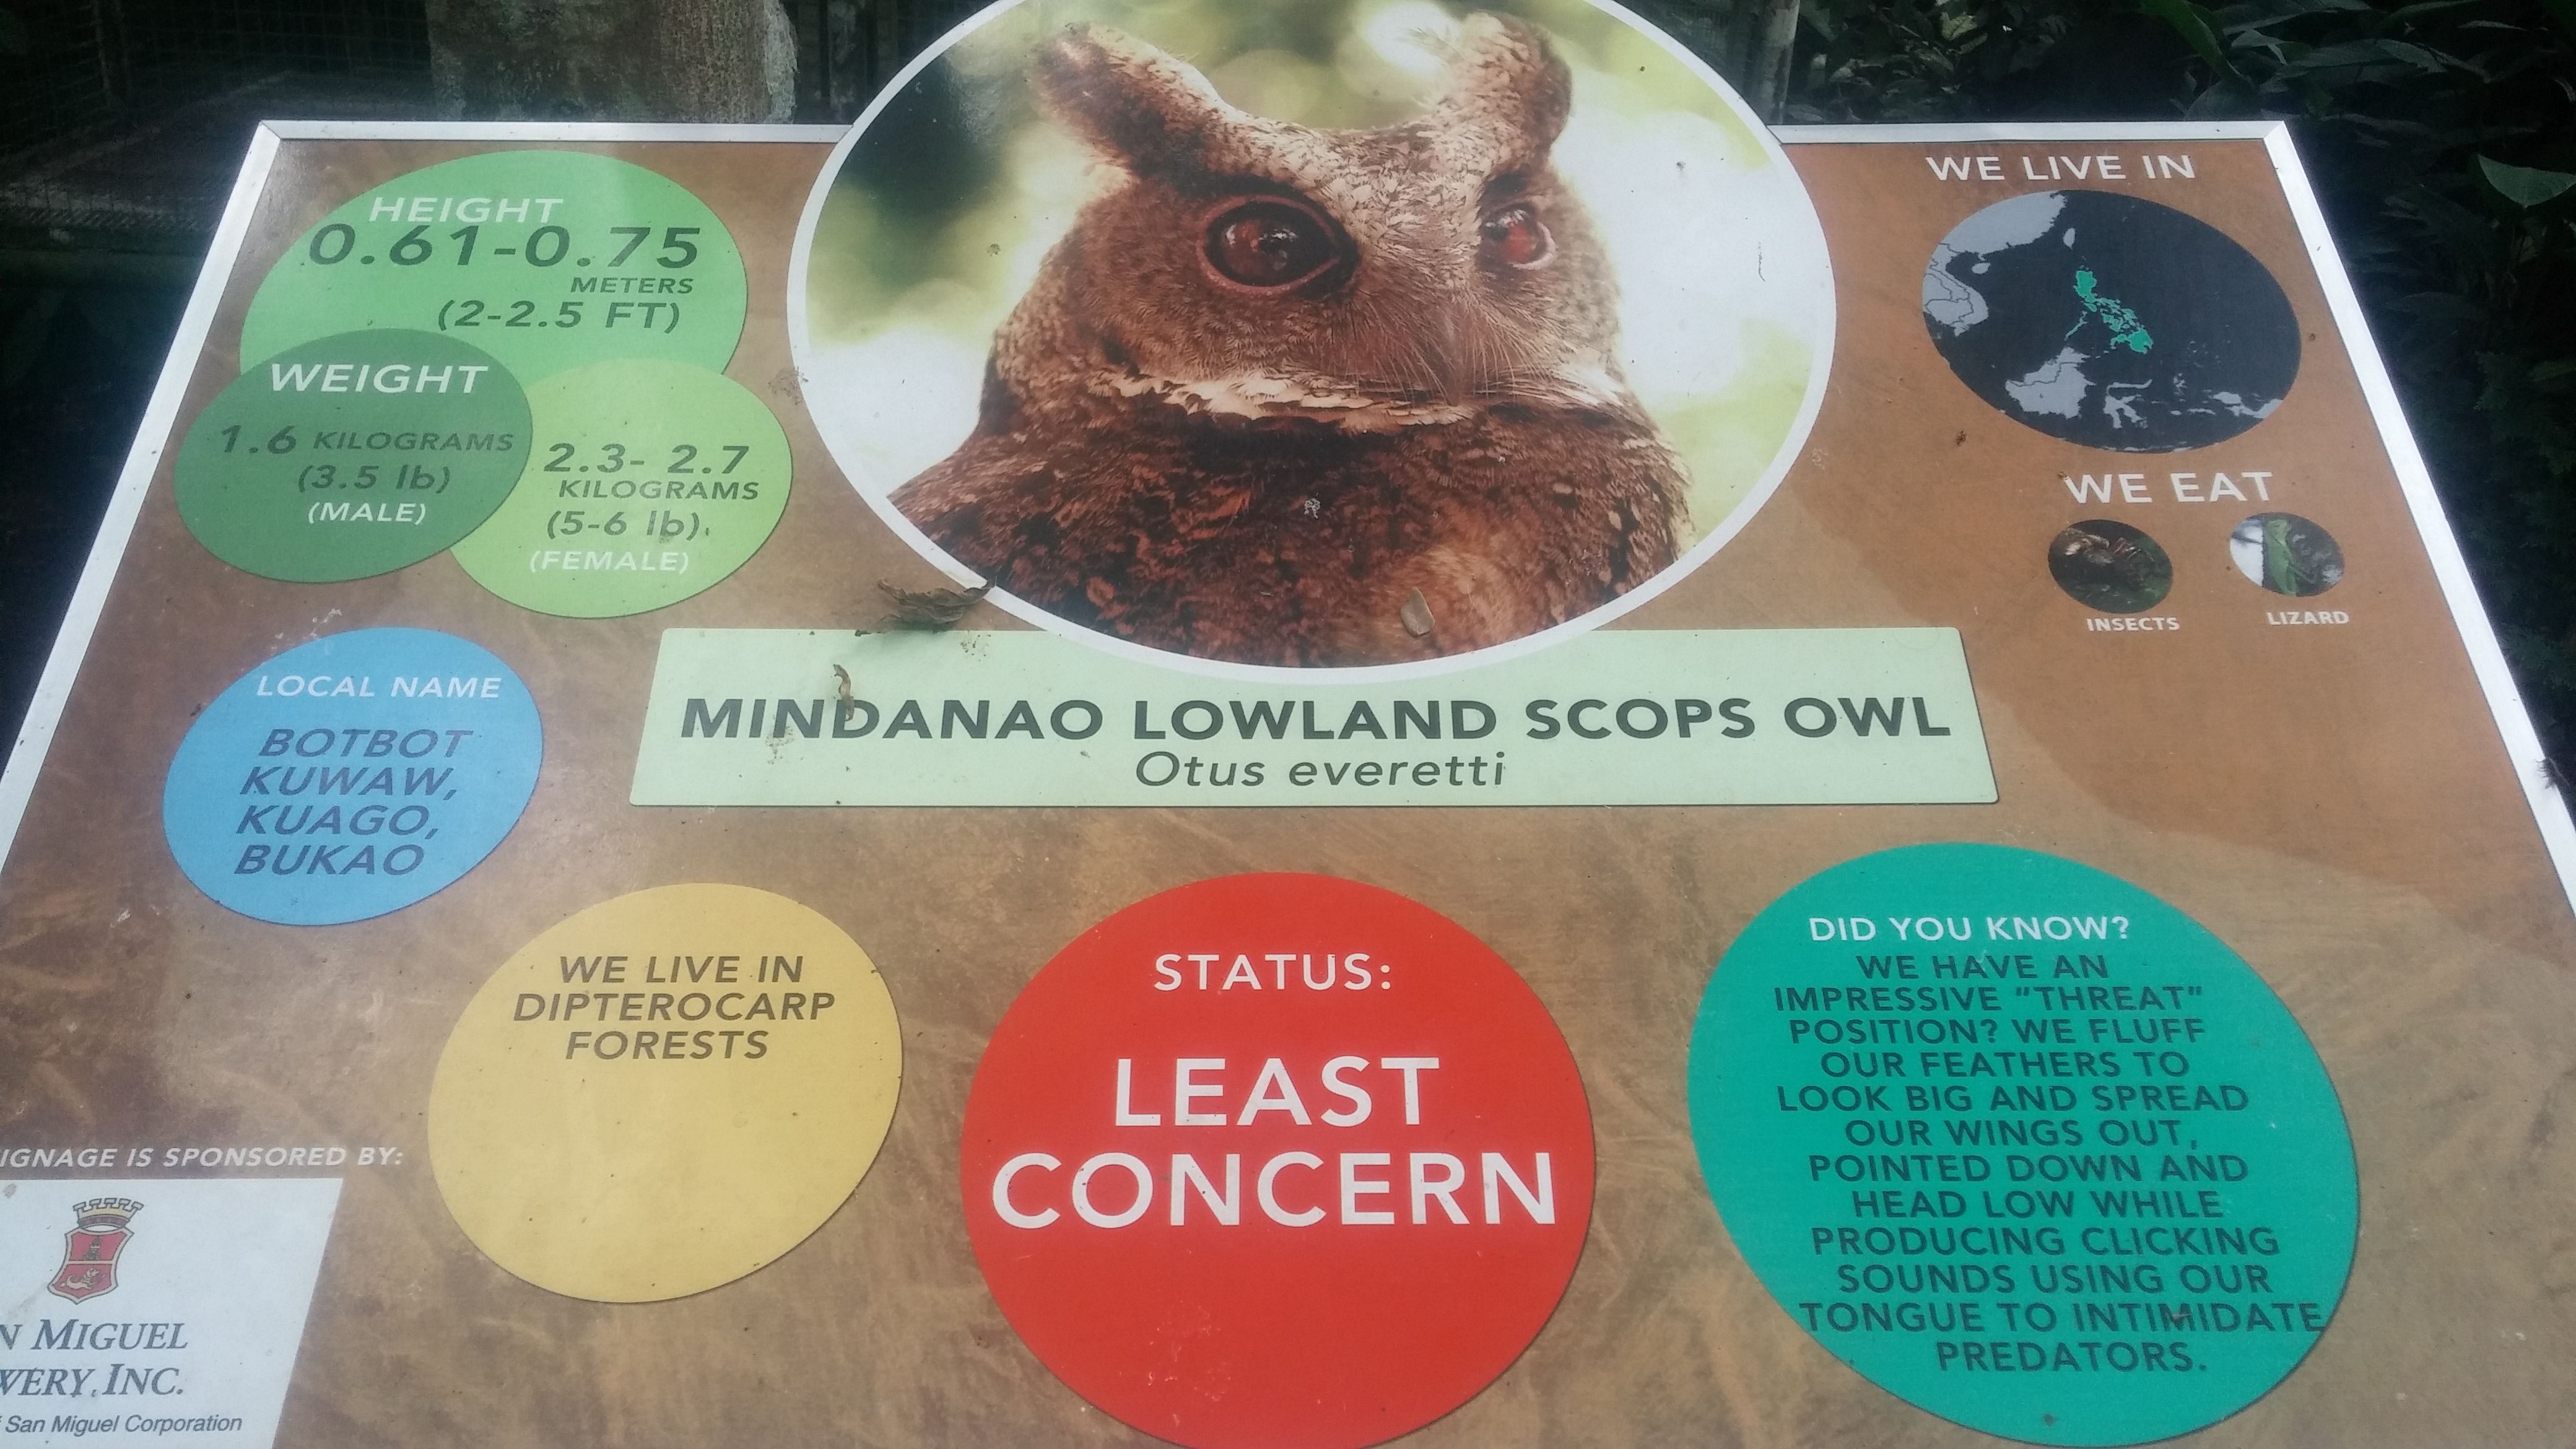 HEIGHT
0.61-0.75
METERS
(2-2.5 FT)
WEIGHT
1.6 KILOGRAMS
(3.5 lb)
(MALE)
2.3- 2.7
KILOGRAMS
(5-6 lb)
(FEMALE)
WE LIVE IN
WE EAT
INSECTS
LIZARD
LOCAL NAME
BOTBOT
KUWAW,
KUAGO,
BUKAO
MINDANAO LOWLAND SCOPS OWL
Otus everetti
WE LIVE IN
DIPTEROCARP
FORESTS
STATUS:
LEAST
CONCERN
DID YOU KNOW?
WE HAVE AN
IMPRESSIVE "THREAT"
POSITION? WE FLUFF
OUR FEATHERS TO
LOOK BIG AND SPREAD
OUR WINGS OUT,
POINTED DOWN AND
HEAD LOW WHILE
PRODUCING CLICKING
SOUNDS USING OUR
TONGUE TO INTIMIDATE
PREDATORS.
IGNAGE IS SPONSORED BY:
N MIGUEL
WERY, INC.
San Miguel Corporation